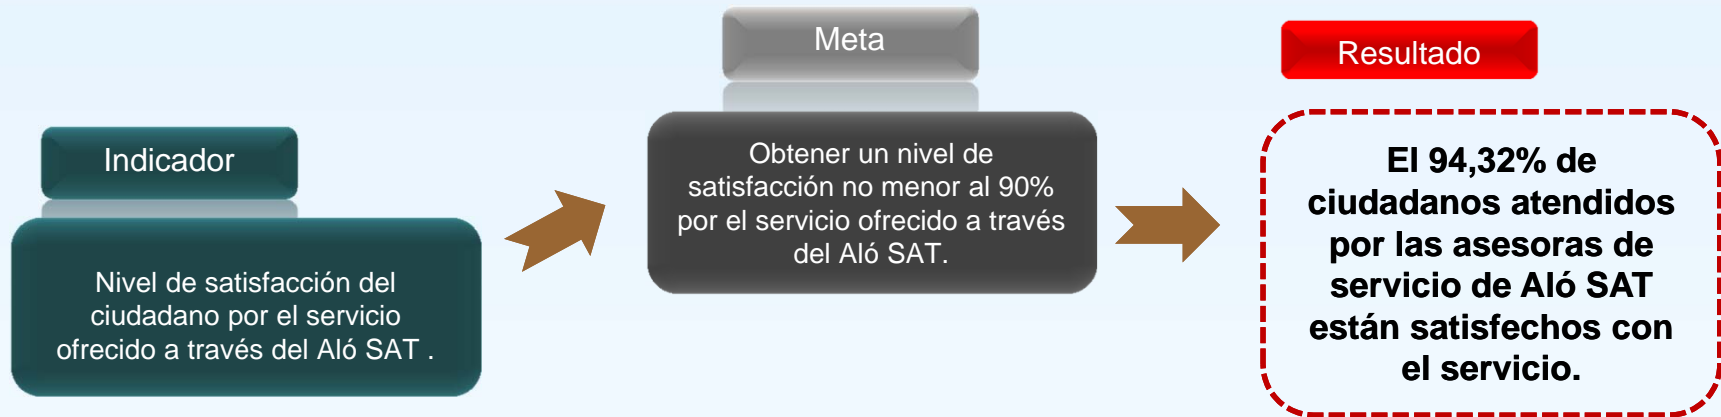 Indicador
Nivel de satisfacción del
ciudadano por el servicio
ofrecido a través del Aló SAT .
Meta
Obtener un nivel de
satisfacción no menor al 90%
por el servicio ofrecido a través
del Aló SAT.
Resultado
El 94,32% de
ciudadanos atendidos
por las asesoras de
servicio de Aló SAT
están satisfechos con
el servicio.